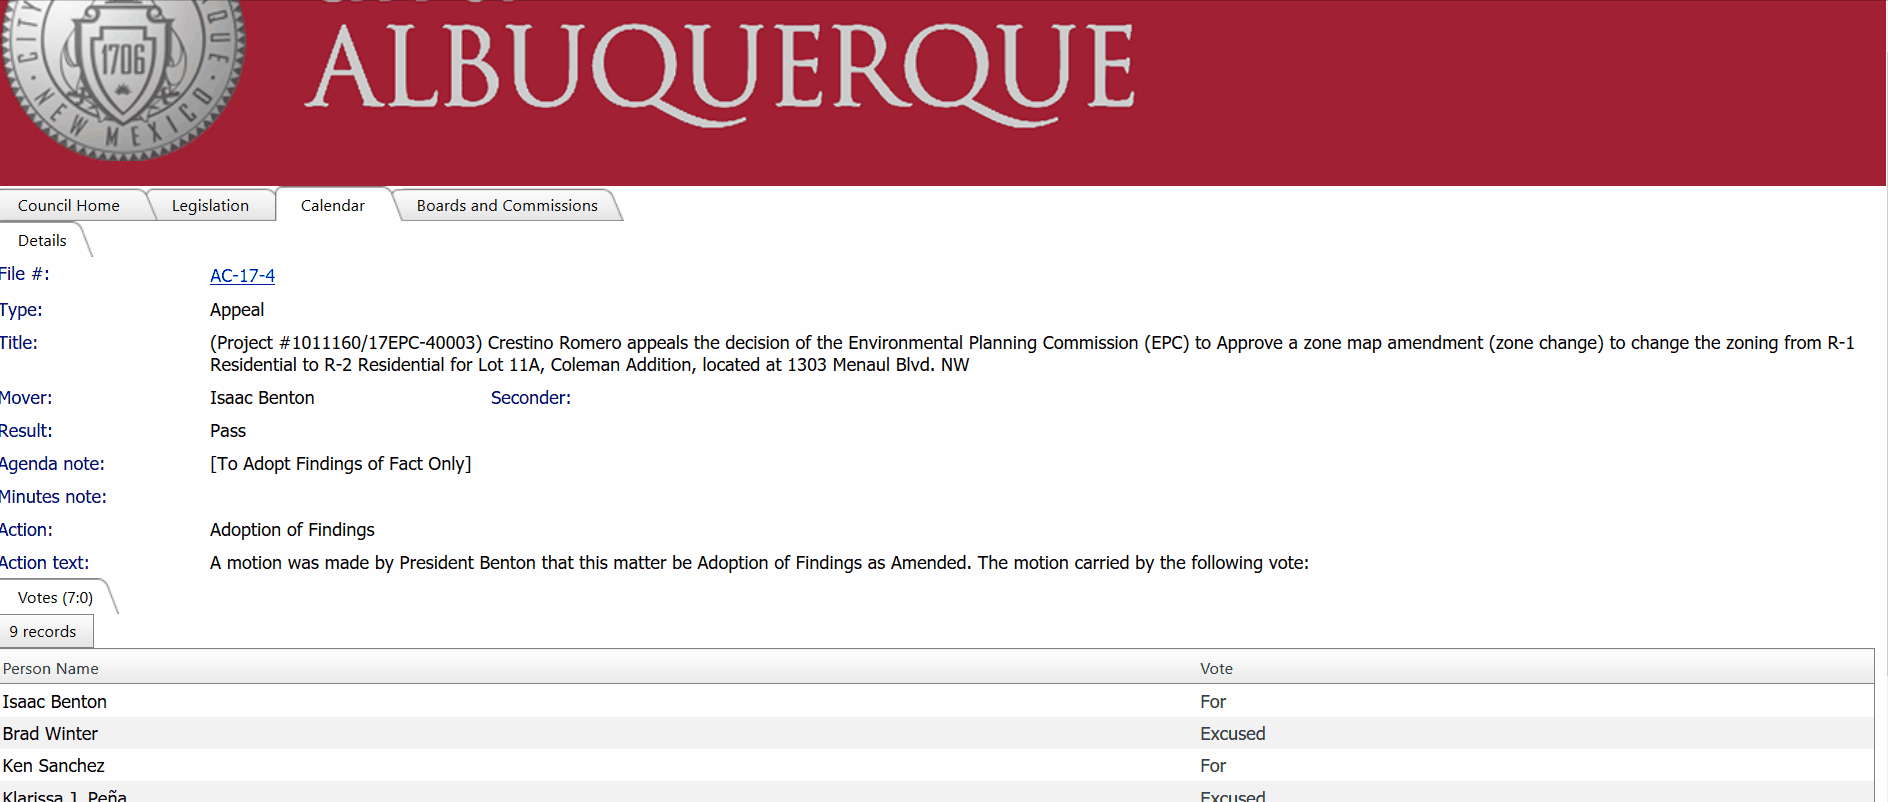 CITY
QUE
1706
NEW MEXICO
ALBUQUERQUE
Council Home Legislation Calendar Boards and Commissions
Details
File #: AC-17-4
Type: Appeal
Title: (Project #1011160/17EPC-40003) Crestino Romero appeals the decision of the Environmental Planning Commission (EPC) to Approve a zone map amendment (zone change) to change the zoning from R-1
Residential to R-2 Residential for Lot 11A, Coleman Addition, located at 1303 Menaul Blvd. NW
Mover: Isaac Benton Seconder:
Result: Pass
Agenda note: [To Adopt Findings of Fact Only]
Minutes note:
Action: Adoption of Findings
Action text: A motion was made by President Benton that this matter be Adoption of Findings as Amended. The motion carried by the following vote:
Votes (7:0)
9 records
Person Name Vote
Isaac Benton For
Brad Winter Excused
Ken Sanchez For
Klarissa J. Peña Excused